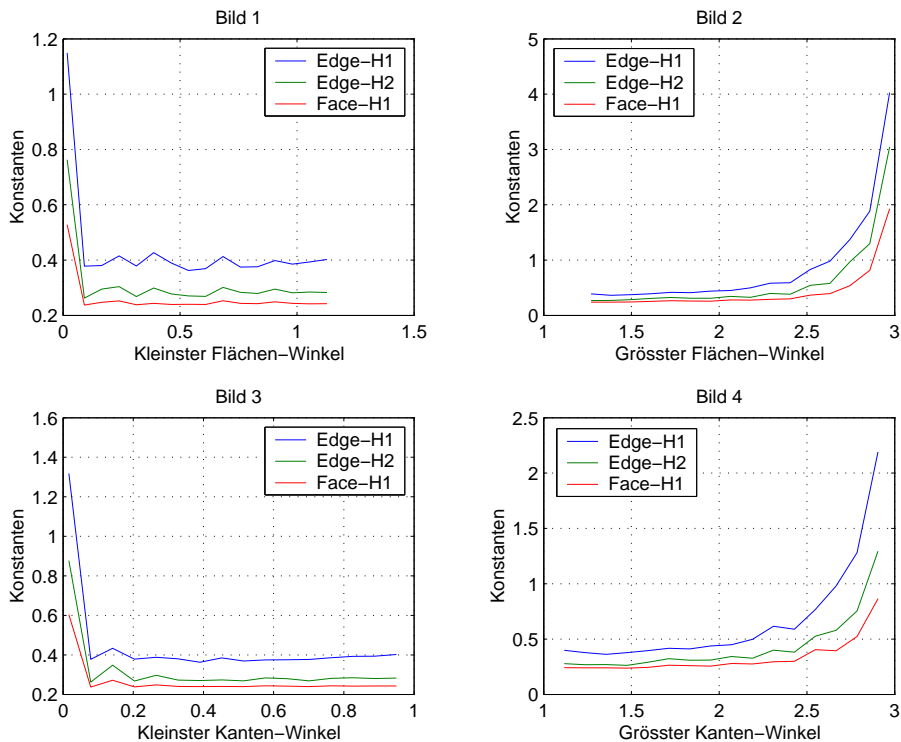 Bild 1
1.2
1
0.8
0.6
0.4
0.2
0
0.5
1
1.5
Konstanten
Kleinster Flächen−Winkel
Edge−H1
Edge−H2
Face−H1
Bild 2
5
4
3
2
1
0
1
1.5
2
2.5
3
Konstanten
Grösster Flächen−Winkel
Edge−H1
Edge−H2
Face−H1
Bild 3
1.6
1.4
1.2
1
0.8
0.6
0.4
0.2
0
0.2
0.4
0.6
0.8
1
Konstanten
Kleinster Kanten−Winkel
Edge−H1
Edge−H2
Face−H1
Bild 4
2.5
2
1.5
1
0.5
0
1
1.5
2
2.5
3
Konstanten
Grösster Kanten−Winkel
Edge−H1
Edge−H2
Face−H1